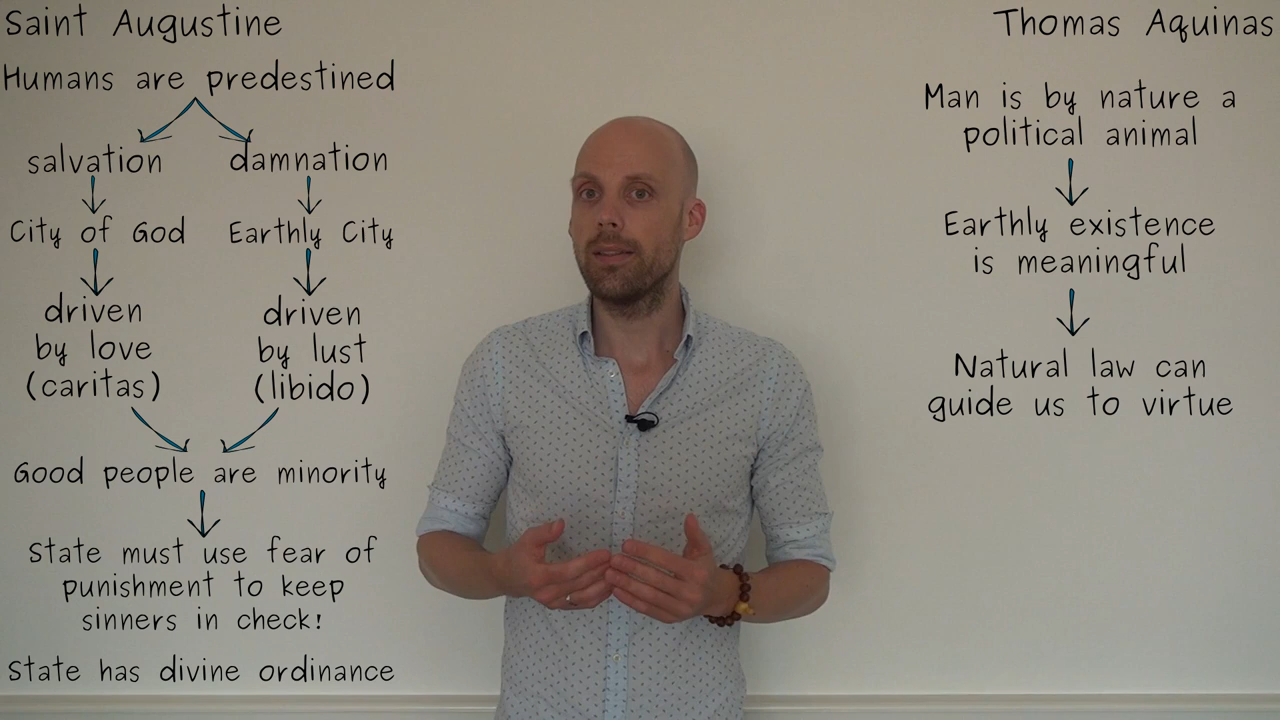 Saint Augustine
Humans are predestined
salvation
damnation
City of God
Earthly City
driven
by love
(caritas)
driven
by lust
(libido)
Good people are minority
State must use fear of
punishment to keep
sinners in check!
State has divine ordinance
Thomas Aquinas
Man is by nature a
political animal
Earthly existence
is meaningful
Natural law can
guide us to virtue